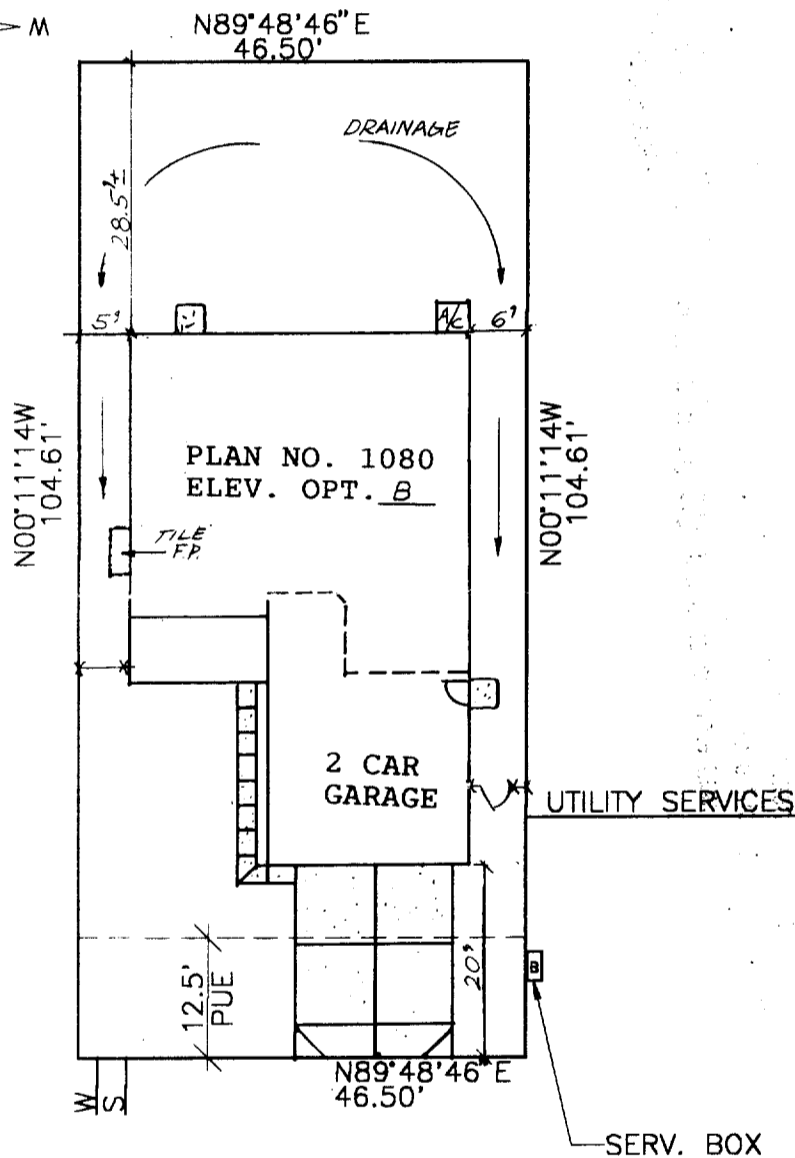 M
N89°48'46"E
46.50'
DRAINAGE
28.5'±
5'
A/C
6'
N00°11'14W
104.61'
PLAN NO. 1080
ELEV. OPT. B
N00°11'14W
104.61'
TILE
F.P.
2 CAR
GARAGE
UTILITY SERVICES
12.5'
PUE
20'
B
N89°48'46"E
46.50'
W
S
SERV. BOX